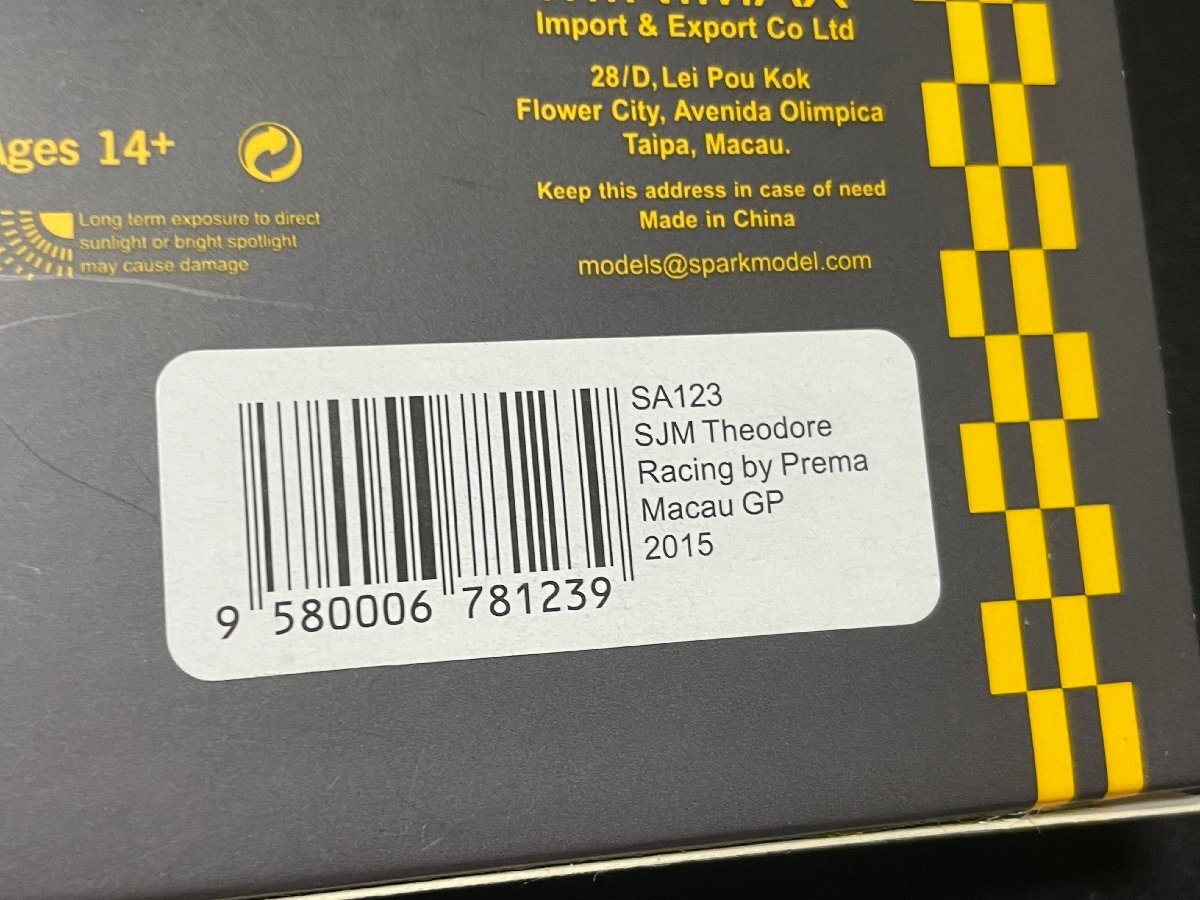 Import & Export Co Ltd
28/D, Lei Pou Kok
Flower City, Avenida Olimpica
Taipa, Macau.
Keep this address in case of need
Made in China
models@sparkmodel.com
Ages 14+
Long term exposure to direct
sunlight or bright spotlight
may cause damage
SA123
SJM Theodore
Racing by Prema
Macau GP
2015
9 580006 781239